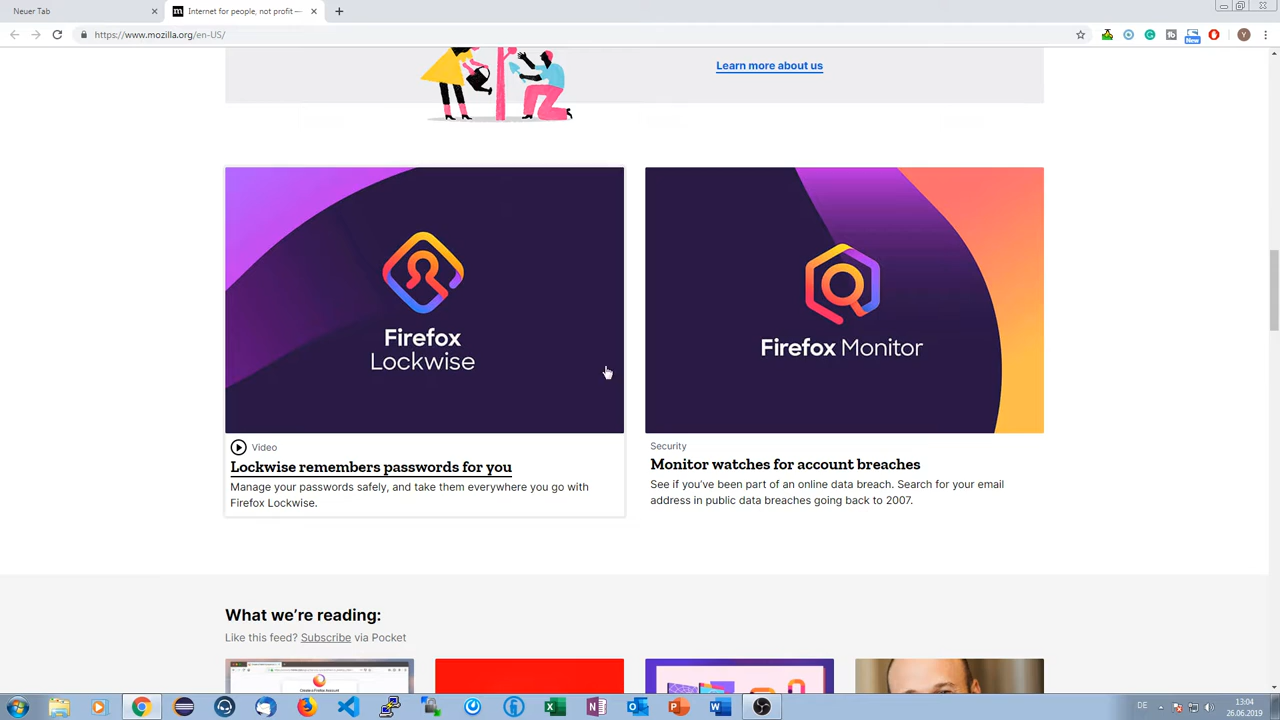 Neuer Tab
m Internet for people, not profit —
https://www.mozilla.org/en-US/
New
Y
Learn more about us
Firefox
Lockwise
Firefox Monitor
Video
Lockwise remembers passwords for you
Manage your passwords safely, and take them everywhere you go with
Firefox Lockwise.
Security
Monitor watches for account breaches
See if you've been part of an online data breach. Search for your email
address in public data breaches going back to 2007.
What we're reading:
Like this feed? Subscribe via Pocket
DE
13:04
26.06.2019